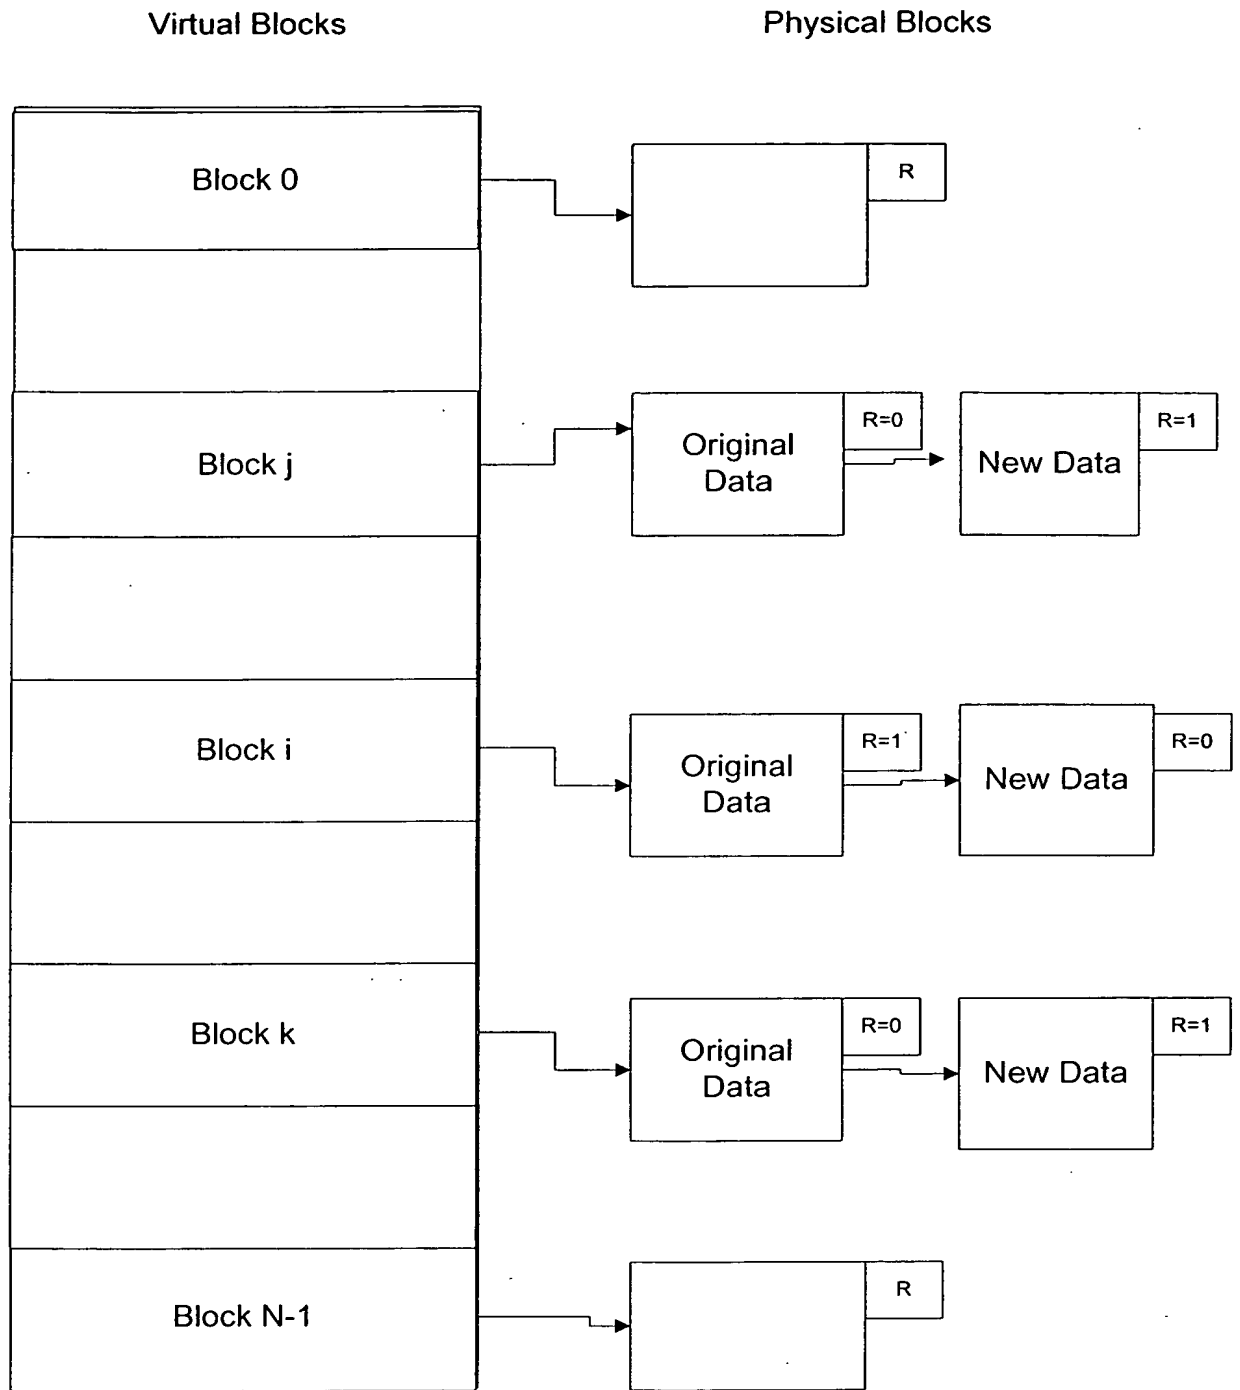 Virtual Blocks
Physical Blocks
Block 0
R
Block j
Original
Data
R=0
New Data
R=1
Block i
Original
Data
R=1
New Data
R=0
Block k
Original
Data
R=0
New Data
R=1
Block N-1
R